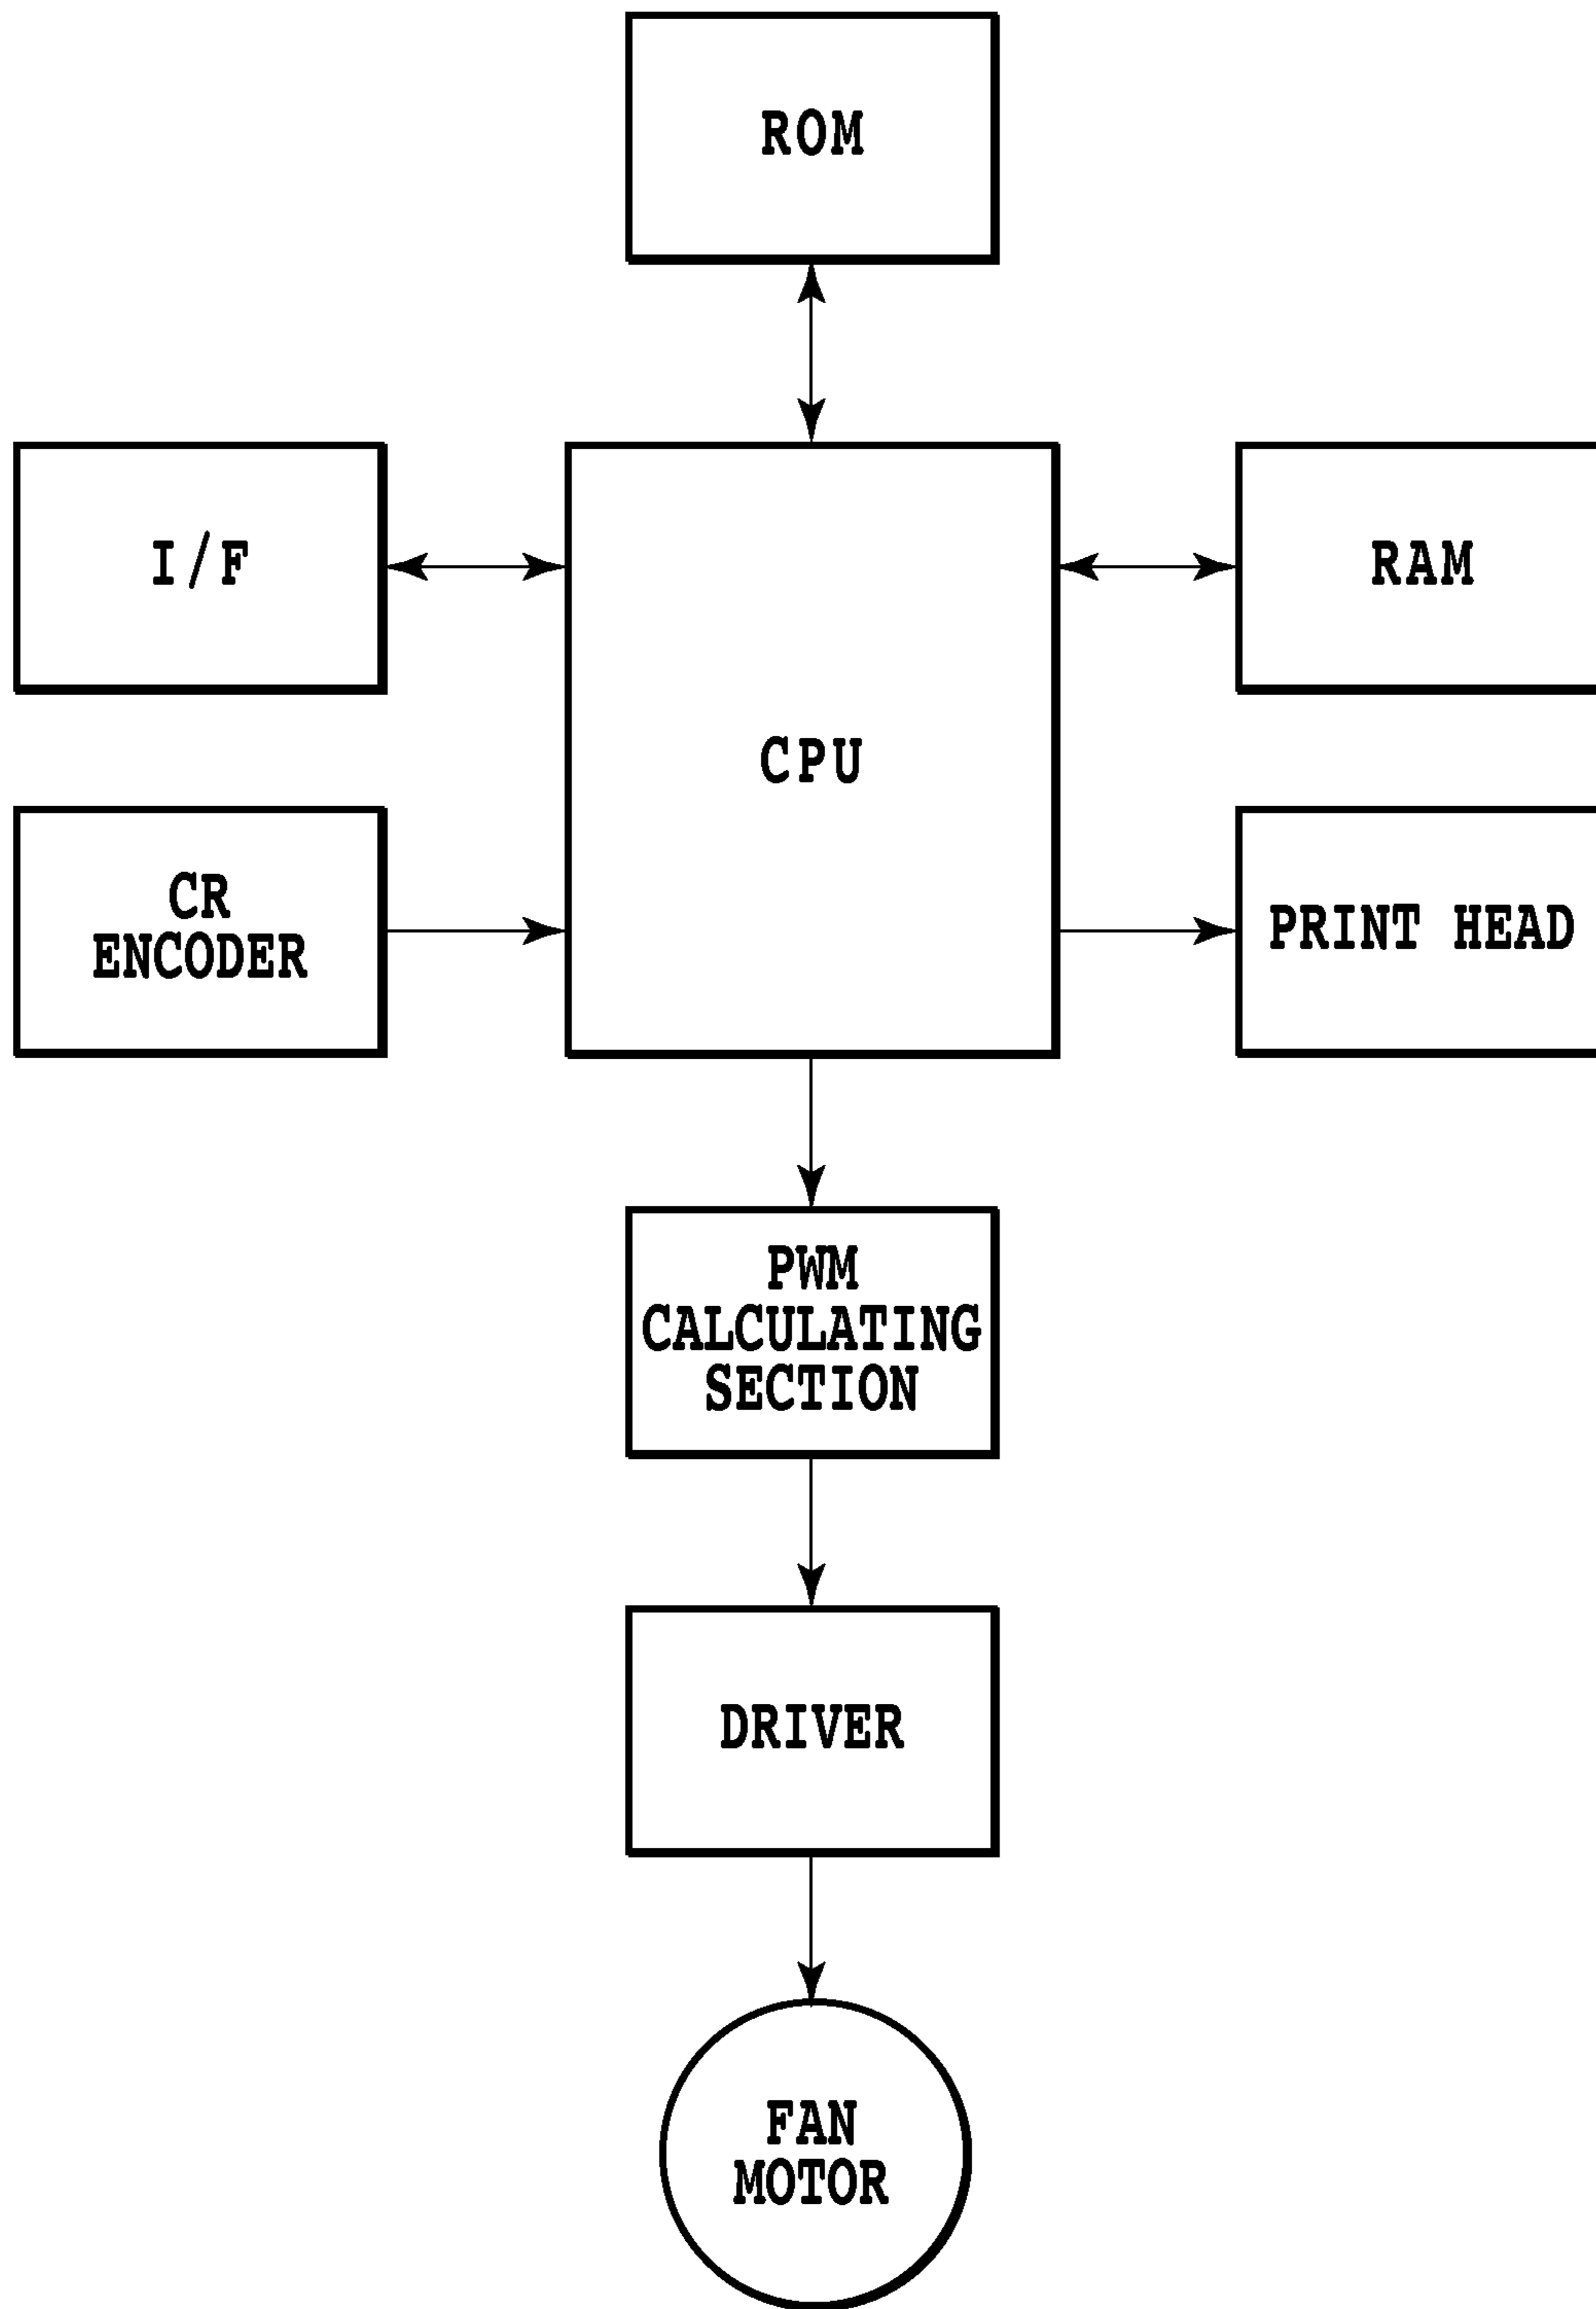 ROM
I/F
RAM
CPU
CR
ENCODER
PRINT HEAD
PWM
CALCULATING
SECTION
DRIVER
FAN
MOTOR